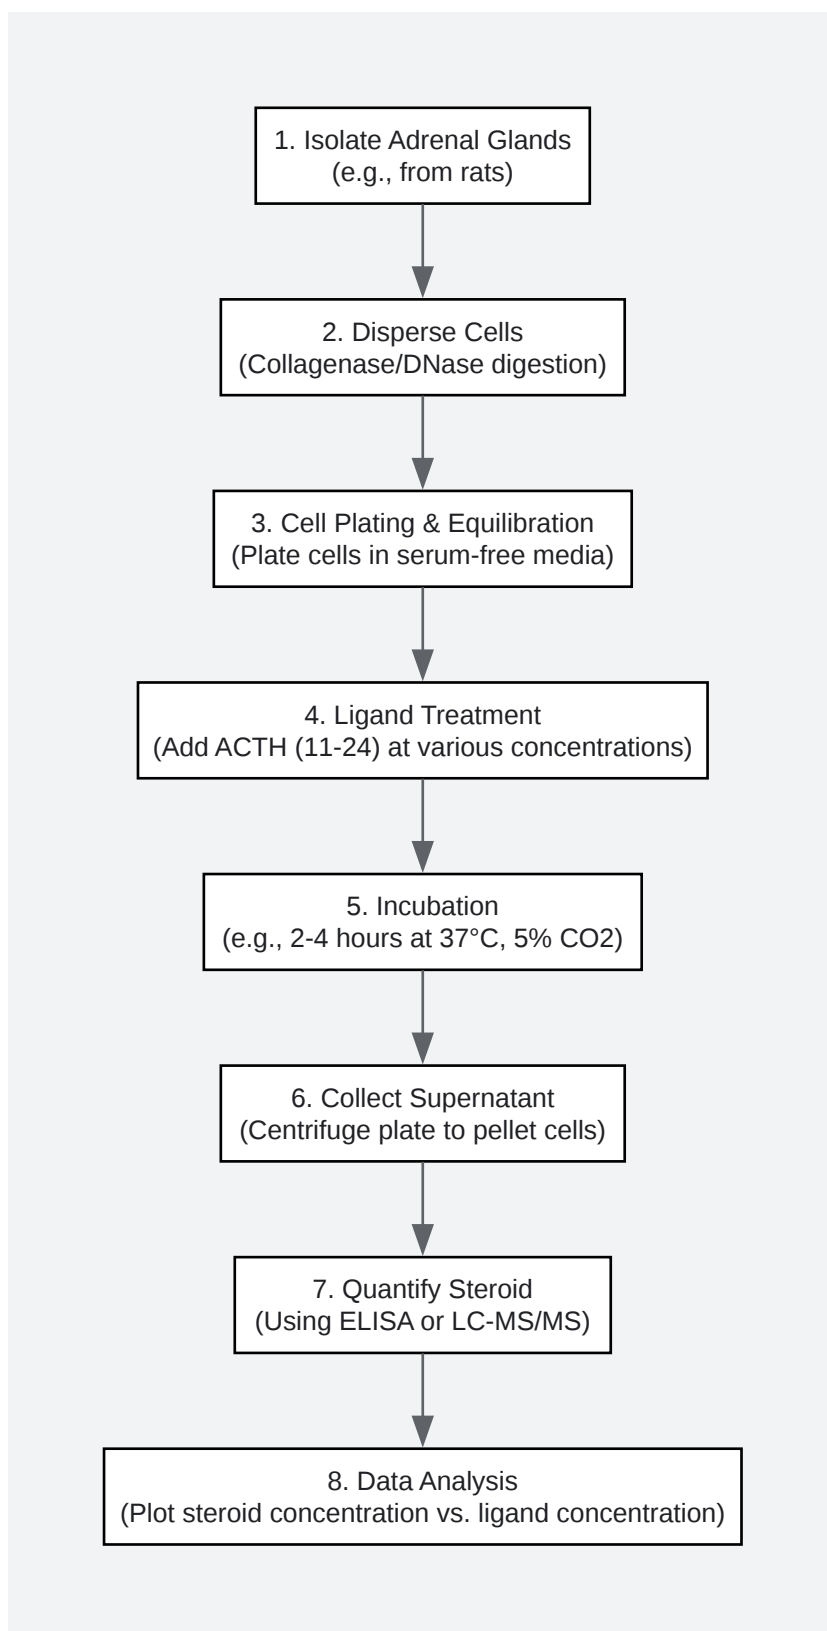 1. Isolate Adrenal Glands
(e.g., from rats)
2. Disperse Cells
(Collagenase/DNase digestion)
3. Cell Plating & Equilibration
(Plate cells in serum-free media)
4. Ligand Treatment
(Add ACTH (11-24) at various concentrations)
5. Incubation
(e.g., 2-4 hours at 37°C, 5% CO2)
6. Collect Supernatant
(Centrifuge plate to pellet cells)
7. Quantify Steroid
(Using ELISA or LC-MS/MS)
8. Data Analysis
(Plot steroid concentration vs. ligand concentration)